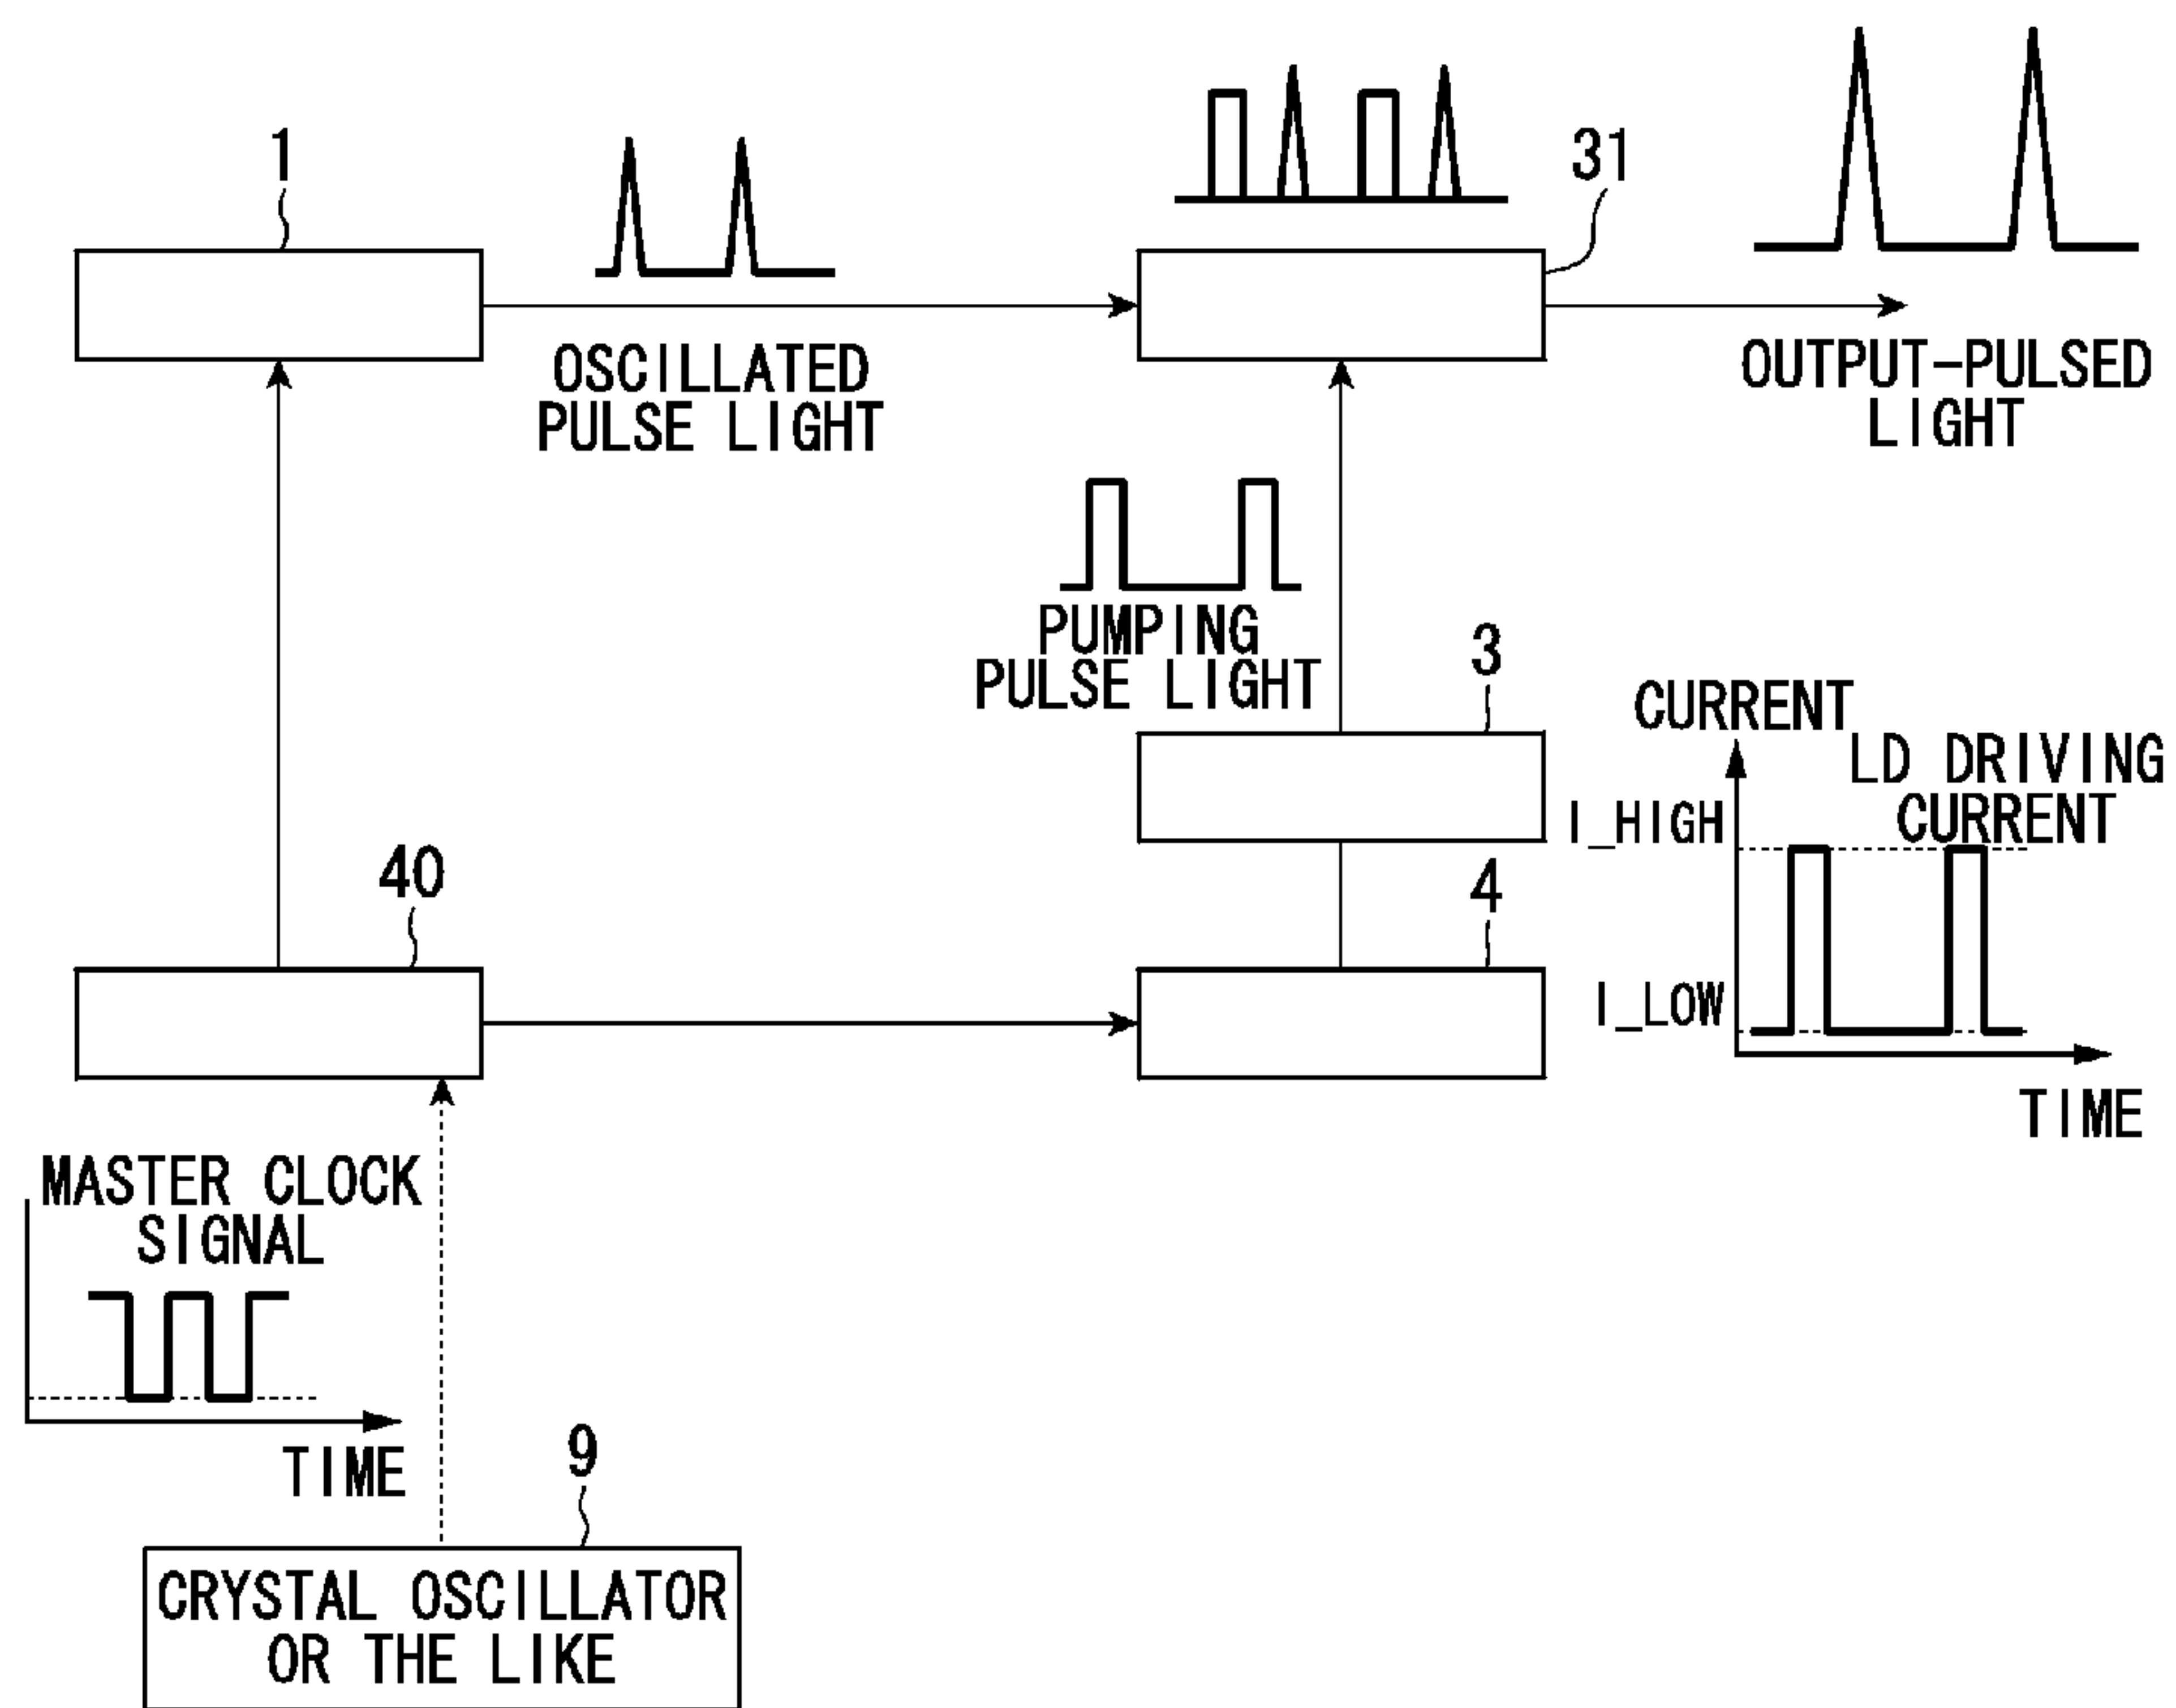 1
31
OSCILLATED
PULSE LIGHT
OUTPUT-PULSED
LIGHT
PUMPING
PULSE LIGHT
3
CURRENT
LD DRIVING
CURRENT
I_HIGH
40
4
I_LOW
TIME
MASTER CLOCK
SIGNAL
TIME
9
CRYSTAL OSCILLATOR
OR THE LIKE